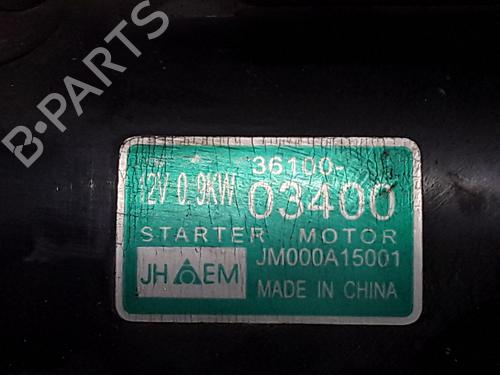 B-PARTS
12V 0.9KW
36100-
03400
STARTER MOTOR
JM000A15001
JH EM
MADE IN CHINA